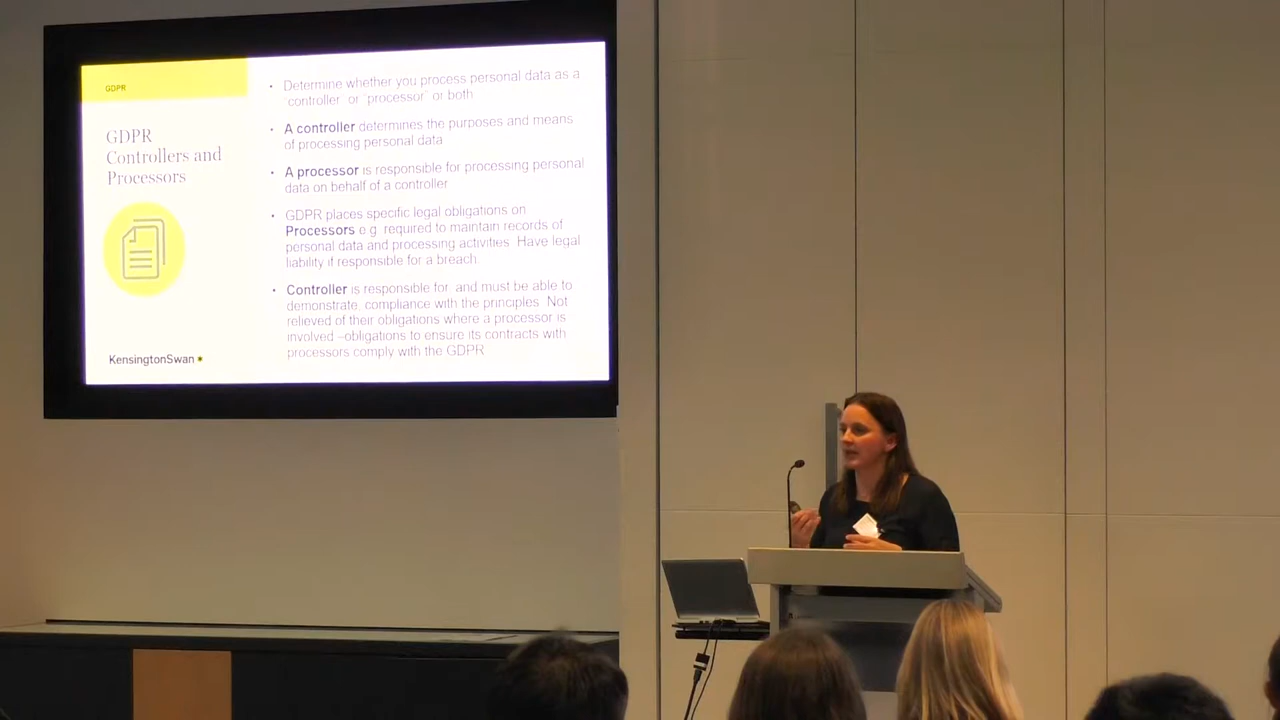 GDPR
GDPR
Controllers and
Processors
KensingtonSwan
• Determine whether you process personal data as a
'controller' or 'processor' or both
• A controller determines the purposes and means
of processing personal data
• A processor is responsible for processing personal
data on behalf of a controller
• GDPR places specific legal obligations on
Processors e.g. required to maintain records of
personal data and processing activities. Have legal
liability if responsible for a breach
• Controller is responsible for, and must be able to
demonstrate, compliance with the principles. Not
relieved of their obligations where a processor is
involved –obligations to ensure its contracts with
processors comply with the GDPR